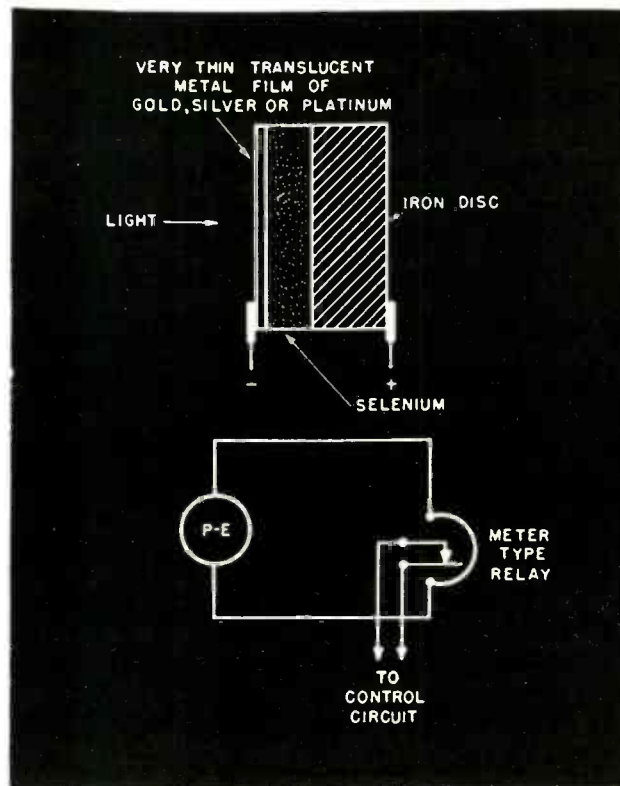 VERY THIN TRANSLUCENT
METAL FILM OF
GOLD, SILVER OR PLATINUM
LIGHT
IRON DISC
- +
SELENIUM
P-E
METER
TYPE
RELAY
TO
CONTROL
CIRCUIT